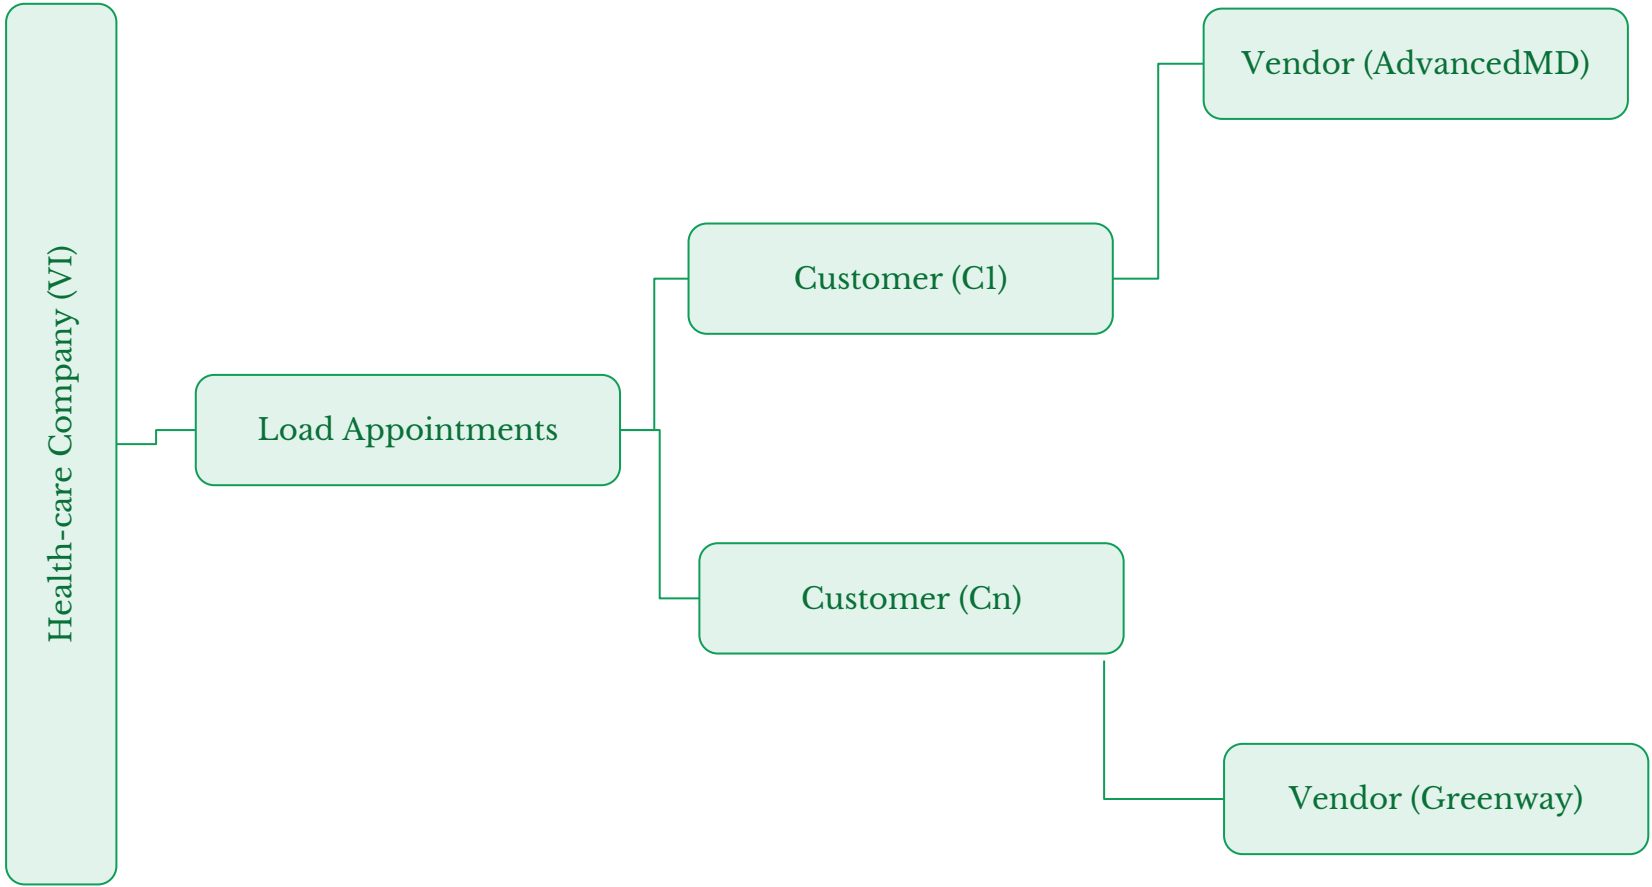 Health-care Company (VI)
Load Appointments
Customer (C1)
Vendor (AdvancedMD)
Customer (Cn)
Vendor (Greenway)